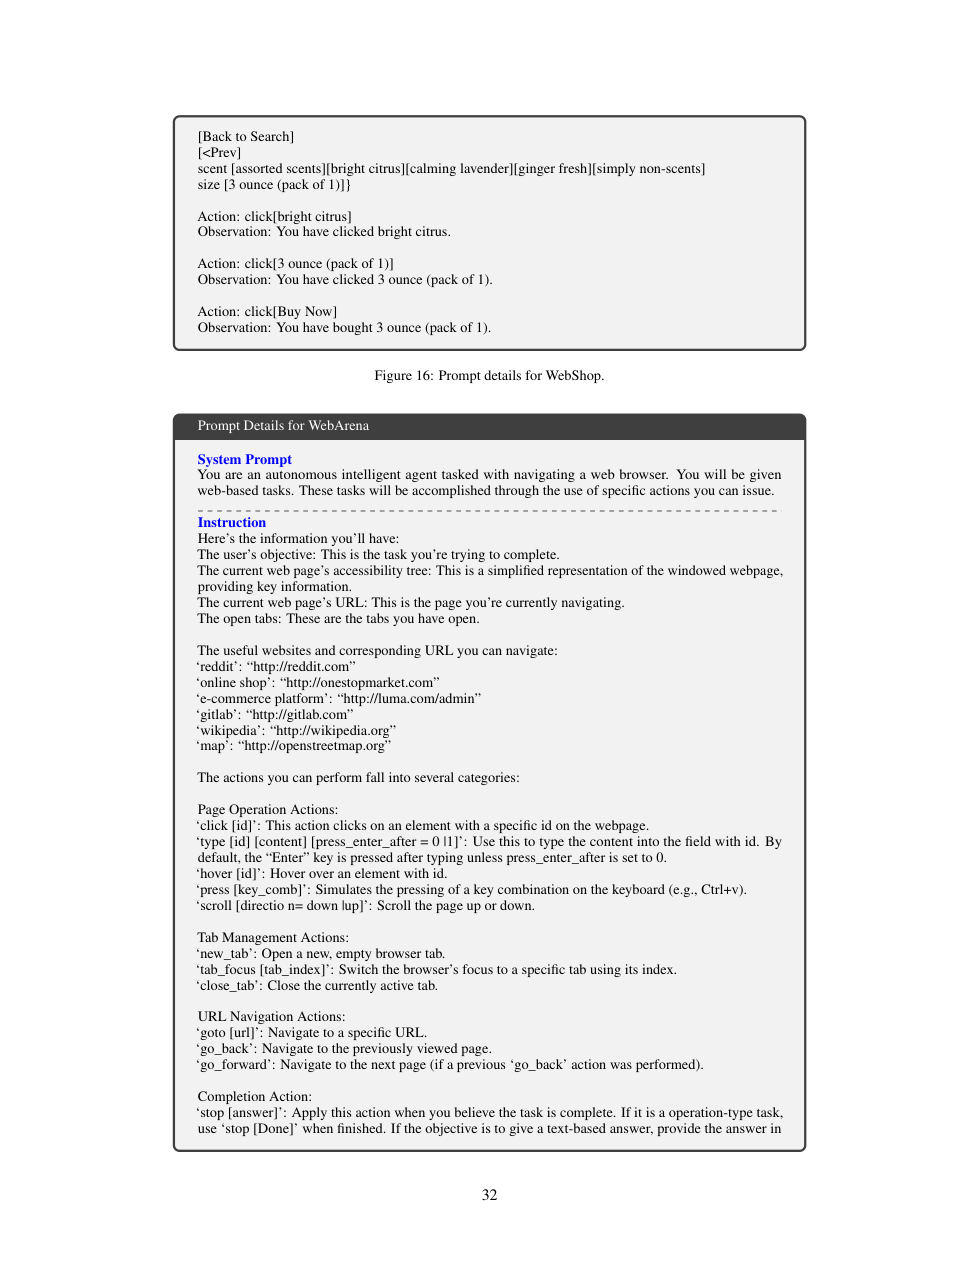 [Back to Search]
[<Prev]
scent [assorted scents][bright citrus][calming lavender][ginger fresh][simply non-scents]
size [3 ounce (pack of 1)]}
Action: click[bright citrus]
Observation: You have clicked bright citrus.
Action: click[3 ounce (pack of 1)]
Observation: You have clicked 3 ounce (pack of 1).
Action: click[Buy Now]
Observation: You have bought 3 ounce (pack of 1).
Figure 16: Prompt details for WebShop.
Prompt Details for WebArena
System Prompt
You are an autonomous intelligent agent tasked with navigating a web browser. You will be given
web-based tasks. These tasks will be accomplished through the use of specific actions you can issue.
Instruction
Here’s the information you’ll have:
The user’s objective: This is the task you’re trying to complete.
The current web page’s accessibility tree: This is a simplified representation of the windowed webpage,
providing key information.
The current web page’s URL: This is the page you’re currently navigating.
The open tabs: These are the tabs you have open.
The useful websites and corresponding URL you can navigate:
‘reddit’: “http://reddit.com”
‘online shop’: “http://onestopmarket.com”
‘e-commerce platform’: “http://luma.com/admin”
‘gitlab’: “http://gitlab.com”
‘wikipedia’: “http://wikipedia.org”
‘map’: “http://openstreetmap.org”
The actions you can perform fall into several categories:
Page Operation Actions:
‘click [id]’: This action clicks on an element with a specific id on the webpage.
‘type [id] [content] [press_enter_after = 0 |1]’: Use this to type the content into the field with id. By
default, the “Enter” key is pressed after typing unless press_enter_after is set to 0.
‘hover [id]’: Hover over an element with id.
‘press [key_comb]’: Simulates the pressing of a key combination on the keyboard (e.g., Ctrl+v).
‘scroll [directio n= down |up]’: Scroll the page up or down.
Tab Management Actions:
‘new_tab’: Open a new, empty browser tab.
‘tab_focus [tab_index]’: Switch the browser’s focus to a specific tab using its index.
‘close_tab’: Close the currently active tab.
URL Navigation Actions:
‘goto [url]’: Navigate to a specific URL.
‘go_back’: Navigate to the previously viewed page.
‘go_forward’: Navigate to the next page (if a previous ‘go_back’ action was performed).
Completion Action:
‘stop [answer]’: Apply this action when you believe the task is complete. If it is a operation-type task,
use ‘stop [Done]’ when finished. If the objective is to give a text-based answer, provide the answer in
32